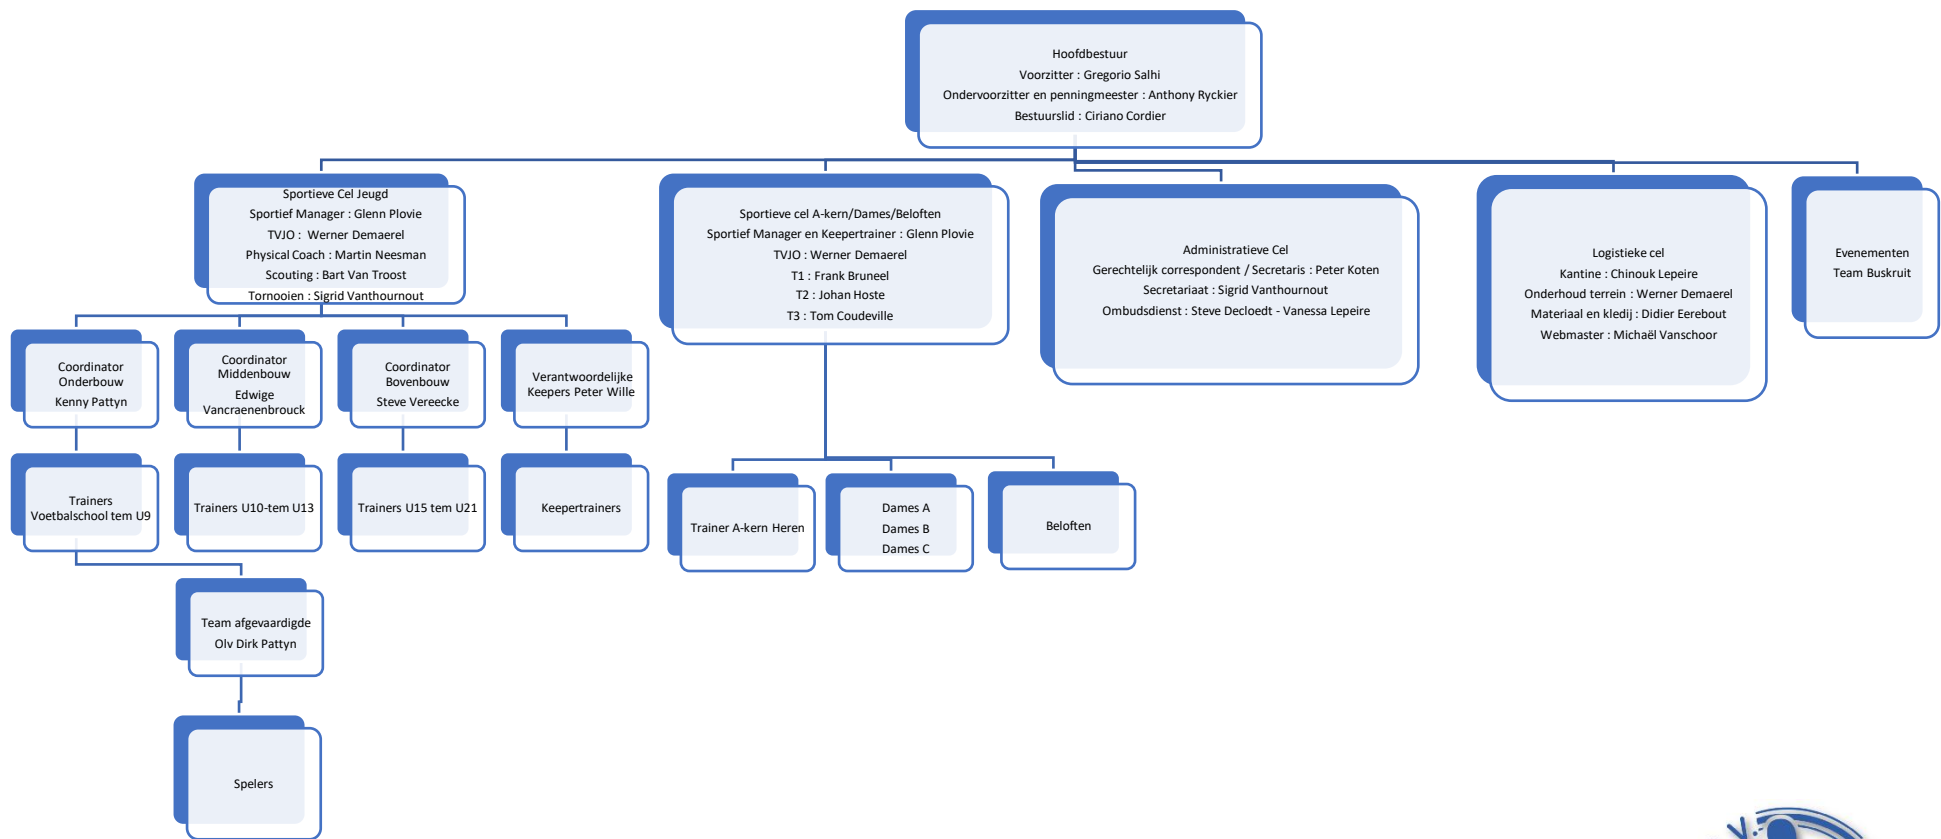 Hoofdbestuur
Voorzitter : Gregorio Salhi
Ondervoorzitter en penningmeester : Anthony Ryckier
Bestuurslid : Ciriano Cordier
Sportieve Cel Jeugd
Sportief Manager : Glenn Plovie
TVJO : Werner Demaerel
Physical Coach : Martin Neesman
Scouting : Bart Van Troost
Tornooien : Sigrid Vanthournout
Sportieve cel A-kern/Dames/Beloften
Sportief Manager en Keepertrainer : Glenn Plovie
TVJO : Werner Demaerel
T1 : Frank Bruneel
T2 : Johan Hoste
T3 : Tom Coudeville
Administratieve Cel
Gerechtelijk correspondent / Secretaris : Peter Koten
Secretariaat : Sigrid Vanthournout
Ombudsdienst : Steve Decloedt - Vanessa Lepeire
Logistieke cel
Kantine : Chinouk Lepeire
Onderhoud terrein : Werner Demaerel
Materiaal en kledij : Didier Eerebout
Webmaster : Michaël Vanschoor
Evenementen
Team Buskruit
Coordinator
Onderbouw
Kenny Pattyn
Coordinator
Middenbouw
Edwige
Vancraenenbrouck
Coordinator
Bovenbouw
Steve Vereecke
Verantwoordelijke
Keepers Peter Wille
Trainers
Voetbalschool tem U9
Trainers U10-tem U13
Trainers U15 tem U21
Keepertrainers
Trainer A-kern Heren
Dames A
Dames B
Dames C
Beloften
Team afgevaardigde
Olv Dirk Pattyn
Spelers